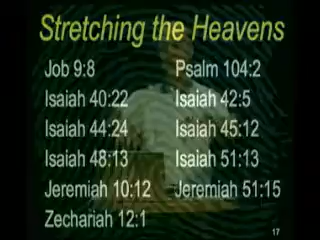 Stretching the Heavens
Job 9:8 Psalm 104:2
Isaiah 40:22 Isaiah 42:5
Isaiah 44:24 Isaiah 45:12
Isaiah 48:13 Isaiah 51:13
Jeremiah 10:12 Jeremiah 51:15
Zechariah 12:1
17